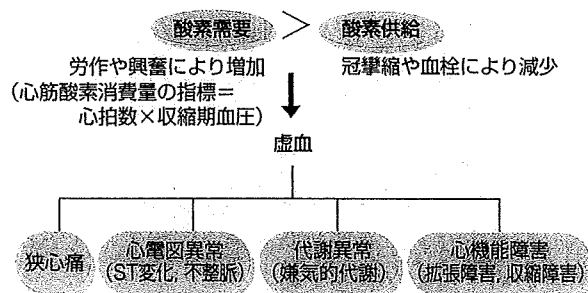 酸素需要 > 酸素供給
労作や興奮により増加
(心筋酸素消費量の指標=
心拍数×収縮期血圧)
冠攣縮や血栓により減少
虚血
狭心痛
心電図異常
(ST変化, 不整脈)
代謝異常
(嫌気的代謝)
心機能障害
(拡張障害, 収縮障害)